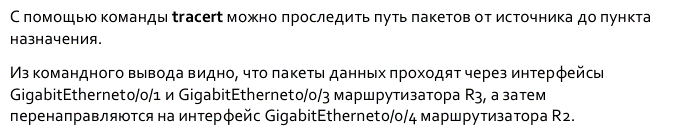 С помощью команды tracert можно проследить путь пакетов от источника до пункта
назначения.
Из командного вывода видно, что пакеты данных проходят через интерфейсы
GigabitEthernet0/0/1 и GigabitEthernet0/0/3 маршрутизатора R3, а затем
перенаправляются на интерфейс GigabitEthernet0/0/4 маршрутизатора R2.